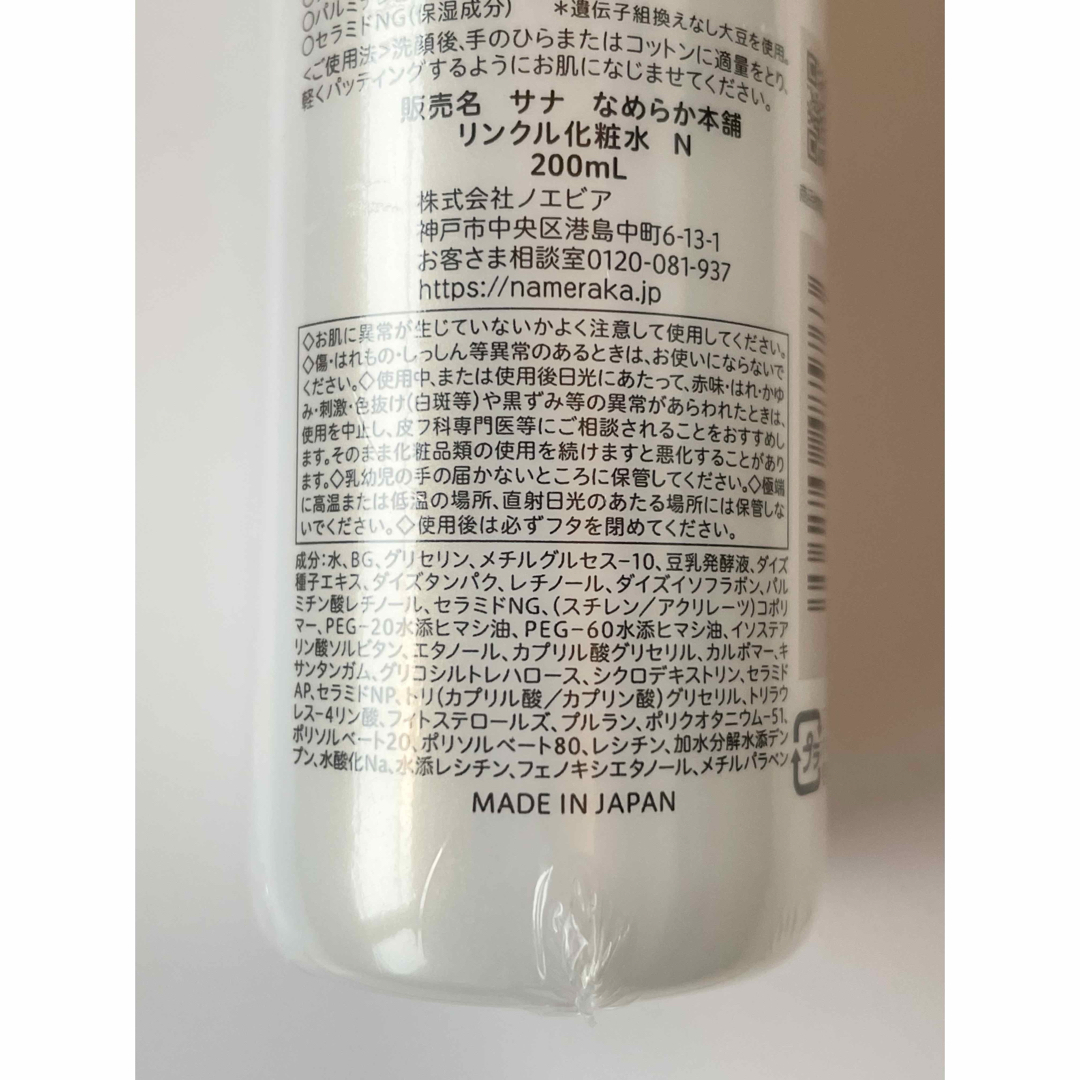 〇セラミドNG(保湿成分) *遺伝子組換えなし大豆を使用。
<ご使用法>洗顔後、手のひらまたはコットンに適量をとり、
軽くパッティングするようにお肌になじませてください。
販売名 サナ なめらか本舗
リンクル化粧水 N
200mL
株式会社ノエビア
神戸市中央区港島中町6-13-1
お客さま相談室0120-081-937
https://nameraka.jp
◇お肌に異常が生じていないかよく注意して使用してください。
◇傷・はれもの・しっしん等異常のあるときは、お使いにならないで
ください。◇使用中、または使用後日光にあたって、赤味・はれ・かゆ
み・刺激・色抜け(白斑等)や黒ずみ等の異常があらわれたときは、
使用を中止し、皮フ科専門医等にご相談されることをおすすめし
ます。そのまま化粧品類の使用を続けますと悪化することがあり
ます。◇乳幼児の手の届かないところに保管してください。◇極端
に高温または低温の場所、直射日光のあたる場所には保管しな
いでください。◇使用後は必ずフタを閉めてください。
成分:水、BG、グリセリン、メチルグルセス-10、豆乳発酵液、ダイズ
種子エキス、ダイズタンパク、レチノール、ダイズイソフラボン、パル
ミチン酸レチノール、セラミドNG、(スチレン/アクリレーツ)コポリ
マー、PEG-20水添ヒマシ油、PEG-60水添ヒマシ油、イソステア
リン酸ソルビタン、エタノール、カプリル酸グリセリル、カルボマー、キ
サンタンガム、グリコシルトレハロース、シクロデキストリン、セラミド
AP、セラミドNP、トリ(カプリル酸/カプリン酸)グリセリル、トリラウ
レス-4リン酸、フィトステロールズ、プルラン、ポリクオタニウム-51、
ポリソルベート20、ポリソルベート80、レシチン、加水分解水添デン
プン、水酸化Na、水添レシチン、フェノキシエタノール、メチルパラベン
プラ
MADE IN JAPAN